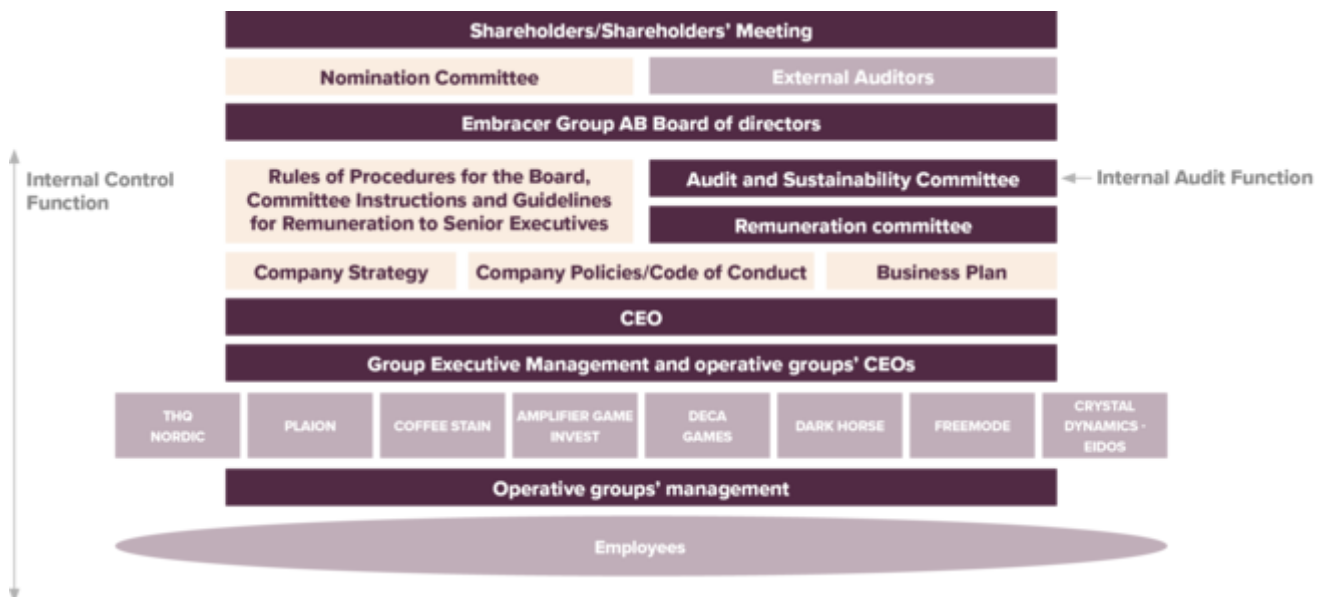 Shareholders/Shareholders' Meeting
Nomination Committee
External Auditors
Embracer Group AB Board of directors
Internal Control
Function
Rules of Procedures for the Board,
Committee Instructions and Guidelines
for Remuneration to Senior Executives
Audit and Sustainability Committee
Internal Audit Function
Remuneration committee
Company Strategy
Company Policies/Code of Conduct
Business Plan
CEO
Group Executive Management and operative groups' CEOs
THQ
NORDIC
PLAION
COFFEE STAIN
AMPLIFIER GAME
INVEST
DECA
GAMES
DARK HORSE
FREEMODE
CRYSTAL
DYNAMICS -
EIDOS
Operative groups' management
Employees